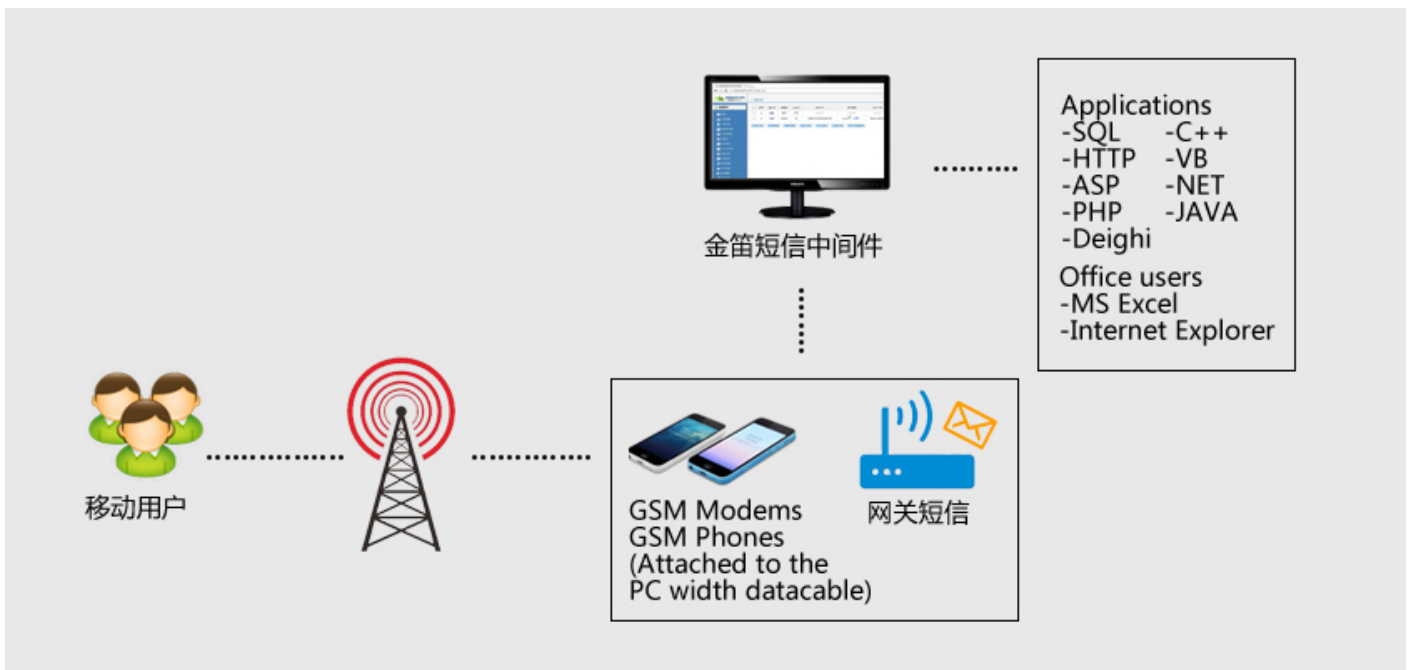 Applications
-SQL -C++
-HTTP -VB
-ASP -NET
-PHP -JAVA
-Deighi
Office users
-MS Excel
-Internet Explorer
金笛短信中间件
移动用户
GSM Modems
GSM Phones
(Attached to the
PC width datacable)
网关短信